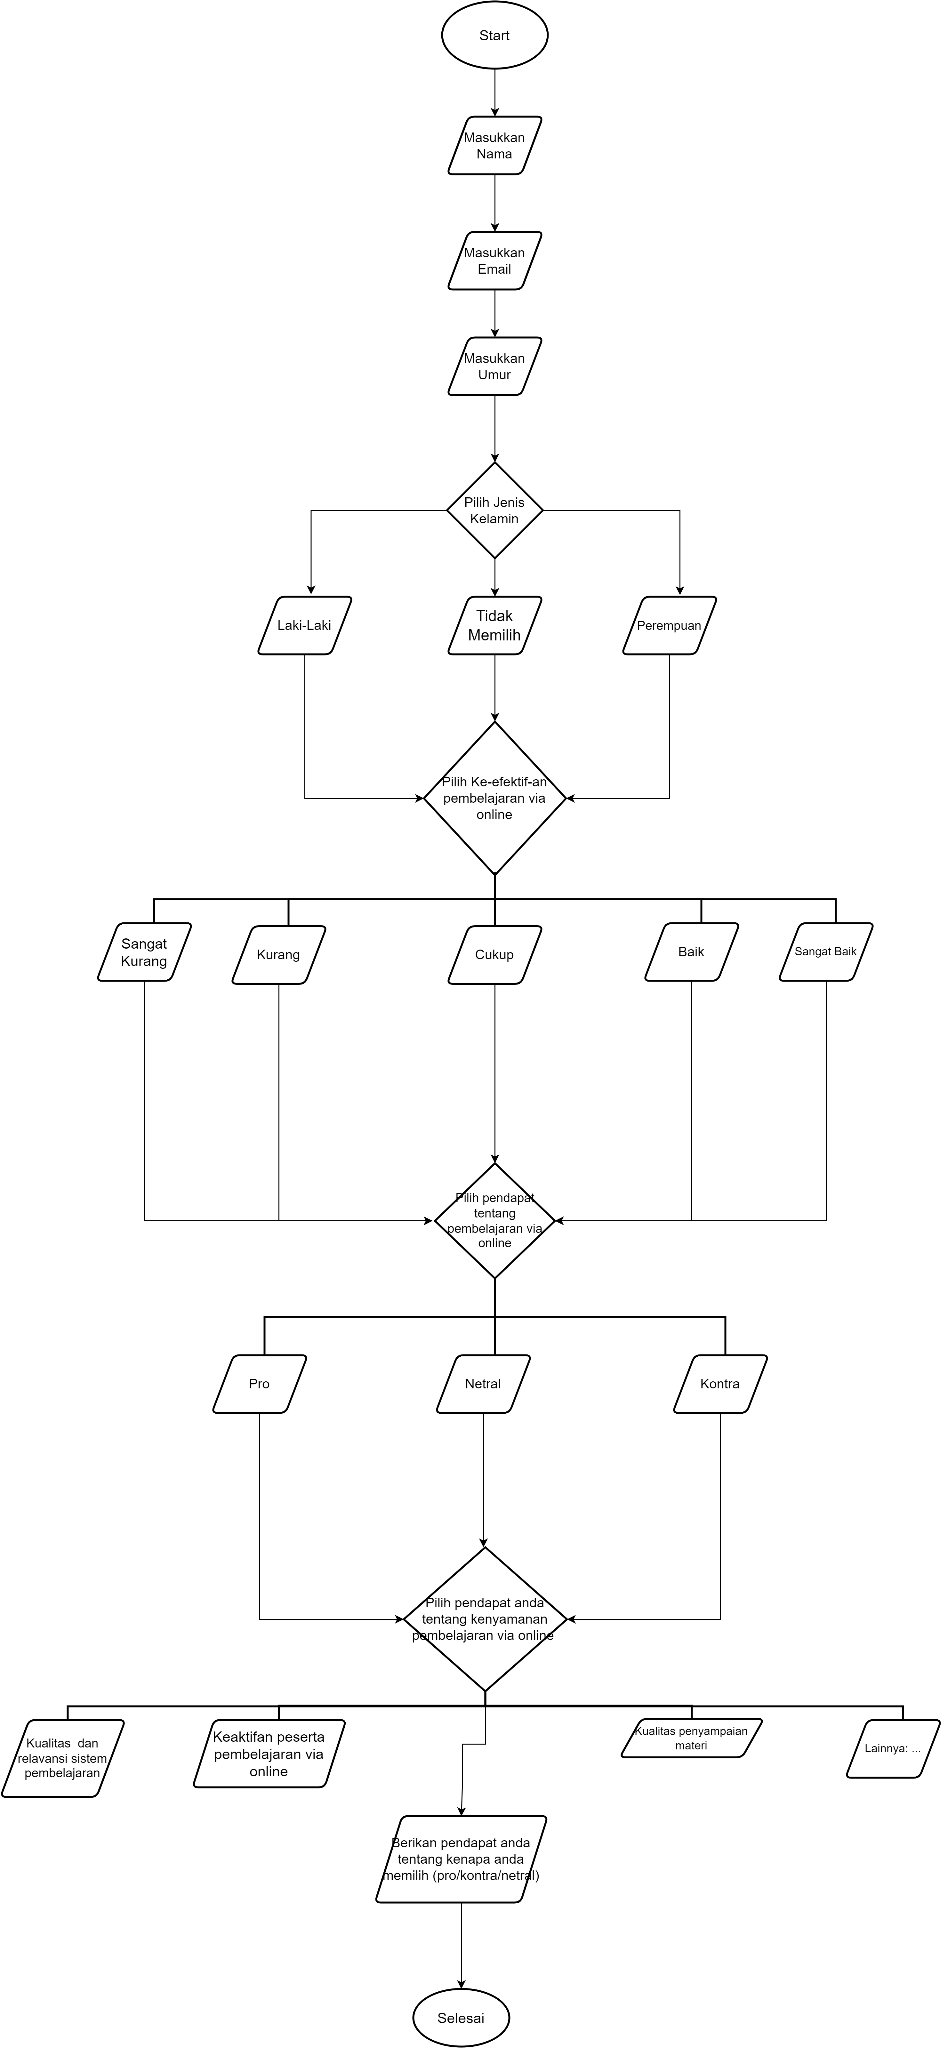 Start
Masukkan
Nama
Masukkan
Email
Masukkan
Umur
Pilih Jenis
Kelamin
Laki-Laki
Tidak
Memilih
Perempuan
Pilih Ke-efektif-an
pembelajaran via
online
Sangat
Kurang
Kurang
Cukup
Baik
Sangat Baik
Pilih pendapat
tentang
pembelajaran via
online
Pro
Netral
Kontra
Pilih pendapat anda
tentang kenyamanan
pembelajaran via online
Kualitas dan
relavansi sistem
pembelajaran
Keaktifan peserta
pembelajaran via
online
Kualitas penyampaian
materi
Lainnya: ...
Berikan pendapat anda
tentang kenapa anda
memilih (pro/kontra/netral)
Selesai